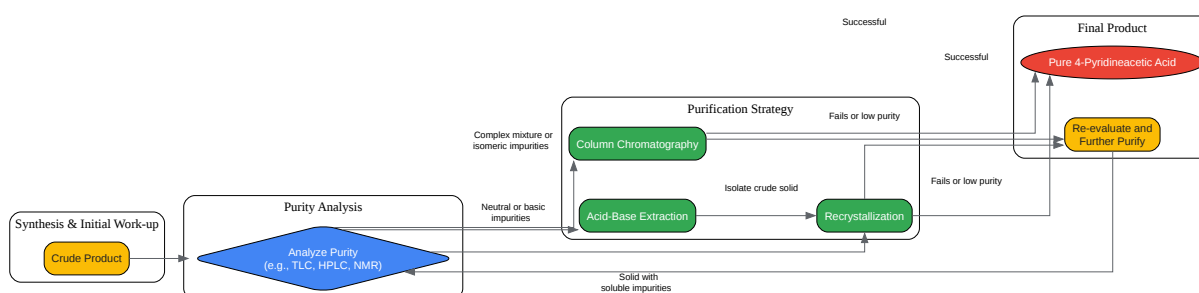 Successful
Final Product
Successful
Pure 4-Pyridineacetic Acid
Purification Strategy
Fails or low purity
Re-evaluate and
Further Purify
Complex mixture or
isomeric impurities
Column Chromatography
Isolate crude solid
Fails or low purity
Purity Analysis
Neutral or basic
impurities
Acid-Base Extraction
Recrystallization
Synthesis & Initial Work-up
Crude Product
Analyze Purity
(e.g., TLC, HPLC, NMR)
Solid with
soluble impurities